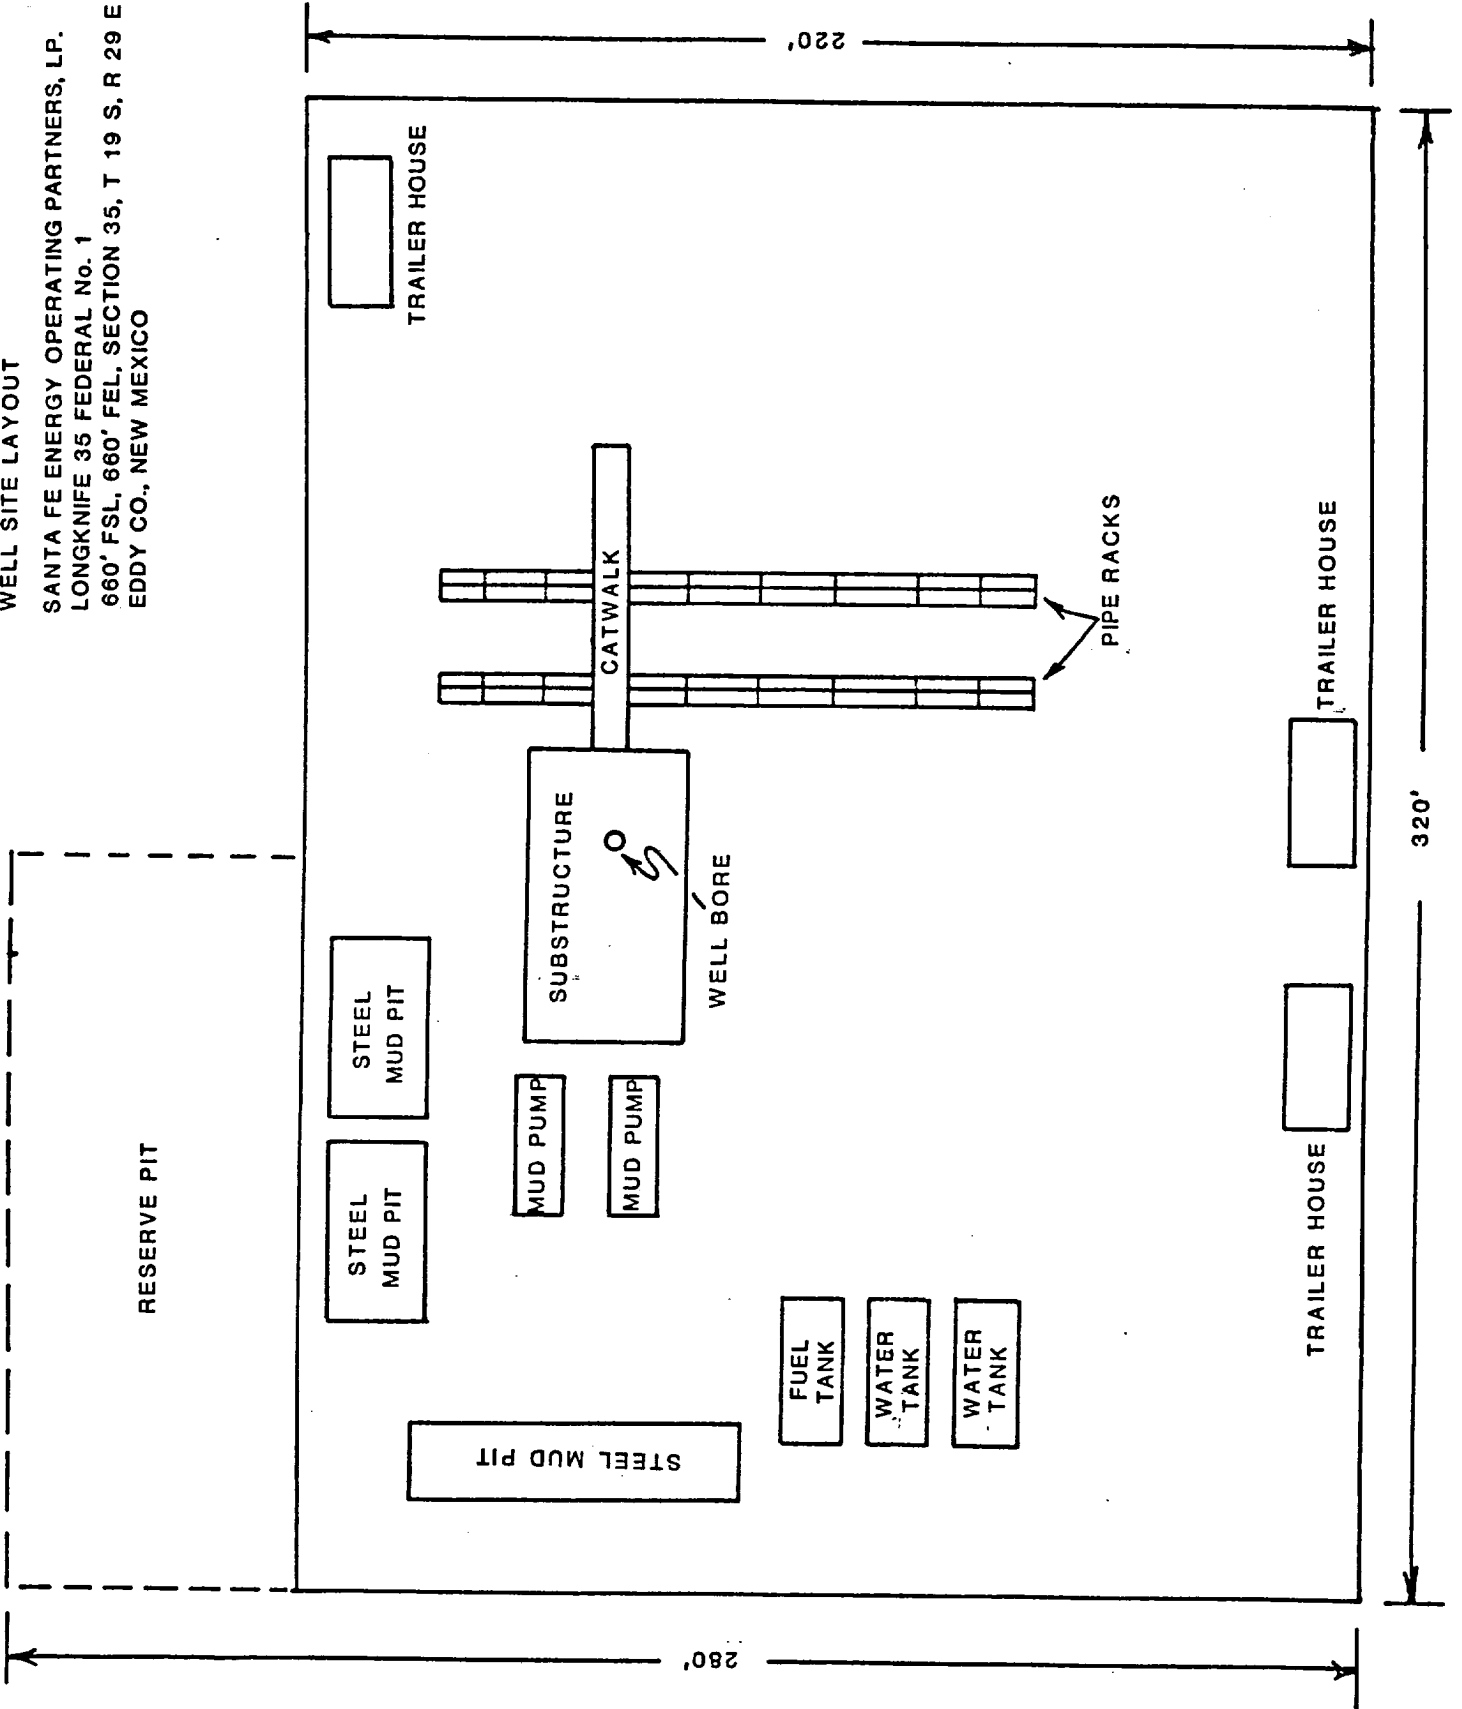 WELL SITE LAYOUT
SANTA FE ENERGY OPERATING PARTNERS, LP.
LONGKNIFE 35 FEDERAL No. 1
660' FSL, 660' FEL, SECTION 35, T 19 S, R 29 E
EDDY CO., NEW MEXICO
220'
TRAILER HOUSE
CATWALK
PIPE RACKS
SUBSTRUCTURE
WELL BORE
TRAILER HOUSE
320'
RESERVE PIT
STEEL
MUD PIT
STEEL
MUD PIT
MUD PUMP
MUD PUMP
FUEL
TANK
WATER
TANK
WATER
TANK
TRAILER HOUSE
STEEL MUD PIT
280'